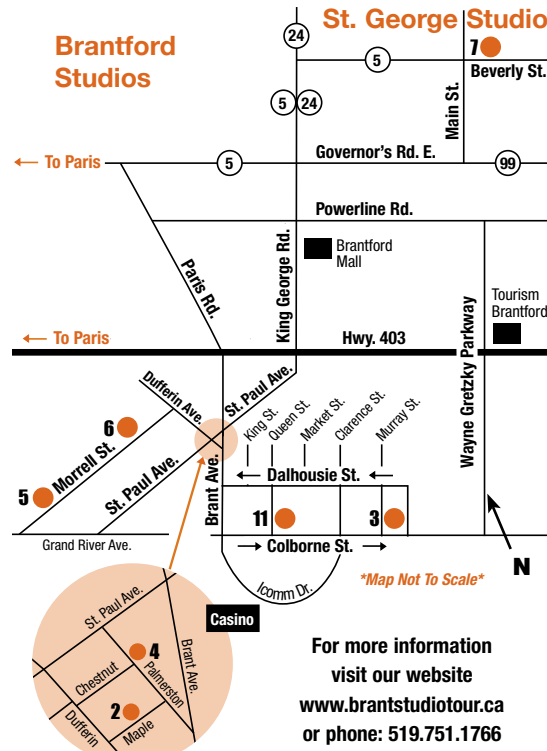 Brantford
Studios
St. George Studio
24
7
5
Beverly St.
5
24
Main St.
← To Paris
5
Governor's Rd. E.
99
Powerline Rd.
Paris Rd.
King George Rd.
Brantford
Mall
Wayne Gretzky Parkway
Tourism
Brantford
← To Paris
Hwy. 403
Dufferin Ave.
St. Paul Ave.
6
King St.
Queen St.
Market St.
Clarence St.
Murray St.
Morrell St.
5
St. Paul Ave.
Brant Ave.
← Dalhousie St. ←
11
3
Grand River Ave.
→ Colborne St. →
N
*Map Not To Scale*
Icomm Dr.
St. Paul Ave.
Casino
4
Brant Ave.
Chestnut
Palmerston
2
Dufferin
Maple
For more information
visit our website
www.brantstudiotour.ca
or phone: 519.751.1766